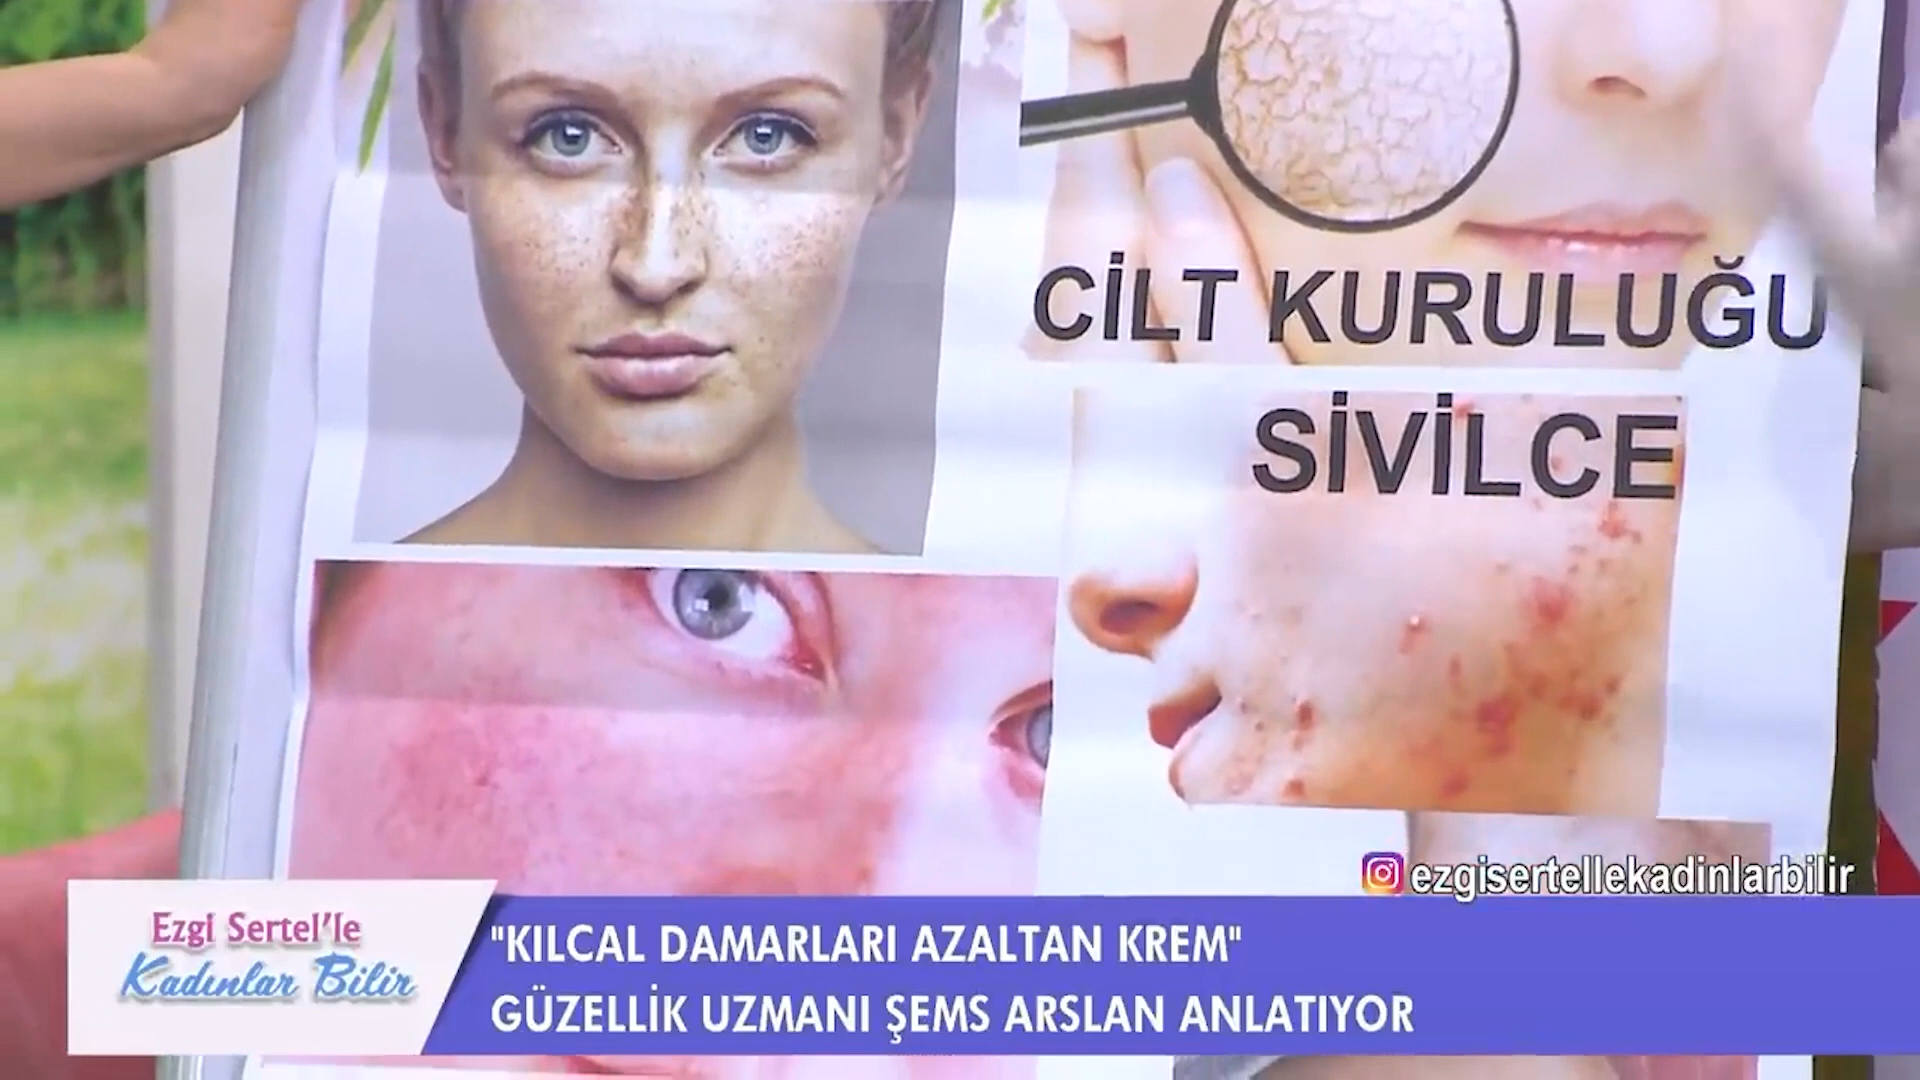 CİLT KURULUĞU
SİVİLCE
ezgisertellekadinlarbilir
Ezgi Sertel'le
Kadınlar Bilir
"KILCAL DAMARLARI AZALTAN KREM"
GÜZELLİK UZMANI ŞEMS ARSLAN ANLATIYOR